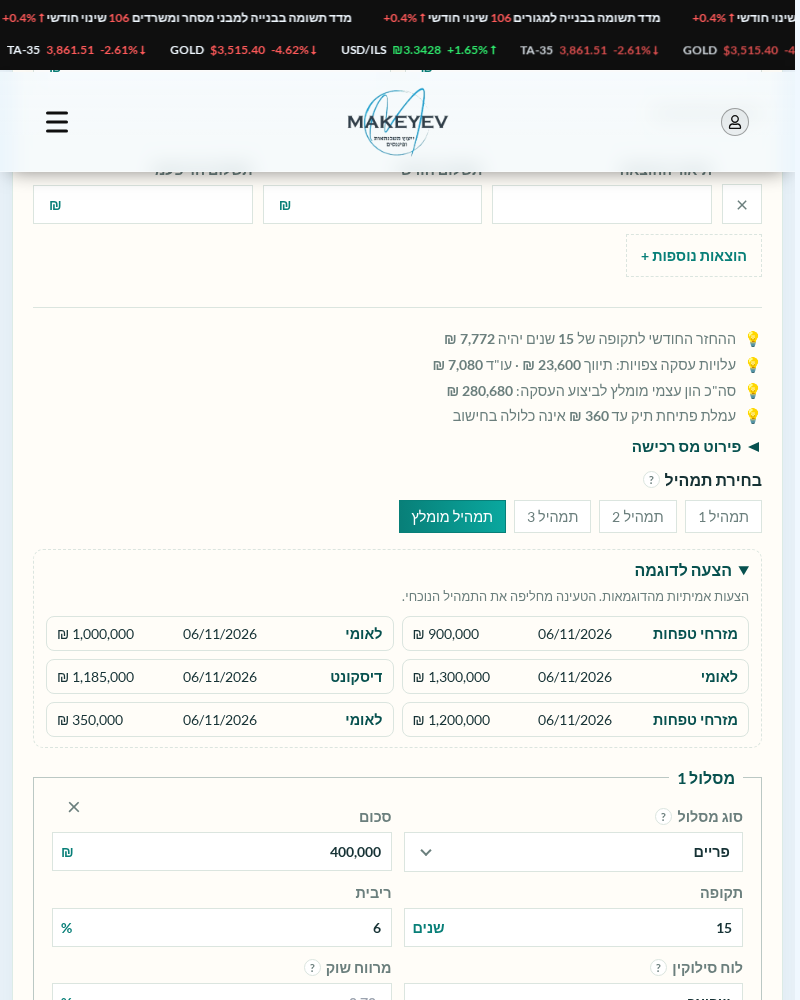 שינוי חודשי ↑ +0.4% מדד תשומה בבנייה למגורים 106 שינוי חודשי ↑ +0.4% מדד תשומה בבנייה למבני מסחר ומשרדים 106 שינוי חודשי ↑ +0.4%
TA-35 3,861.51 -2.61%↓ GOLD $3,515.40 -4.62%↓ USD/ILS ₪3.3428 +1.65%↑ TA-35 3,861.51 -2.61%↓ GOLD $3,515.40
MAKEYEV
ייעוץ משכנתאות
ופיננסים
₪ ₪ ×
הוצאות נוספות +
💡 ההחזר החודשי לתקופה של 15 שנים יהיה 7,772 ₪
💡 עלויות עסקה צפויות: תיווך 23,600 ₪ · עו"ד 7,080 ₪
💡 סה"כ הון עצמי מומלץ לביצוע העסקה: 280,680 ₪
💡 עמלת פתיחת תיק עד 360 ₪ אינה כלולה בחישוב
◀ פירוט מס רכישה
בחירת תמהיל ?
תמהיל 1 תמהיל 2 תמהיל 3 תמהיל מומלץ
▼ הצעה לדוגמה
הצעות אמיתיות מהדוגמאות. הטעינה מחליפה את התמהיל הנוכחי.
מזרחי טפחות 06/11/2026 900,000 ₪ לאומי 06/11/2026 1,000,000 ₪
לאומי 06/11/2026 1,300,000 ₪ דיסקונט 06/11/2026 1,185,000 ₪
מזרחי טפחות 06/11/2026 1,200,000 ₪ לאומי 06/11/2026 350,000 ₪
מסלול 1
×
סוג מסלול ? סכום
פריים 400,000 ₪
תקופה ריבית
15 שנים 6 %
לוח סילוקין ? מרווח שוק ?